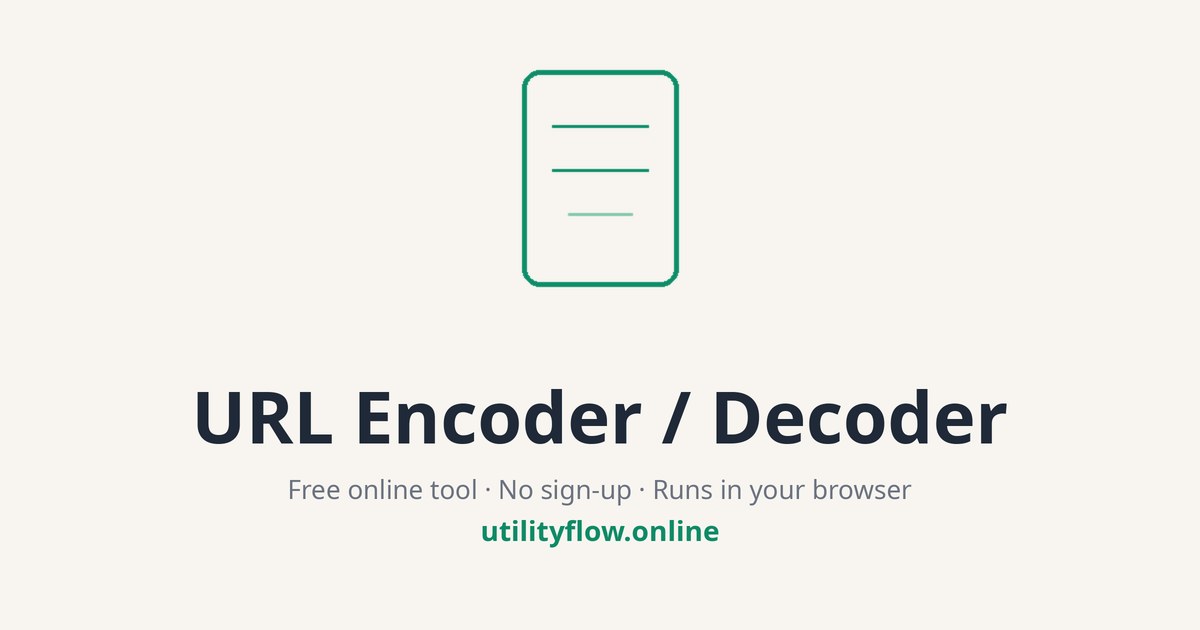 URL Encoder / Decoder
Free online tool · No sign-up · Runs in your browser
utilityflow.online